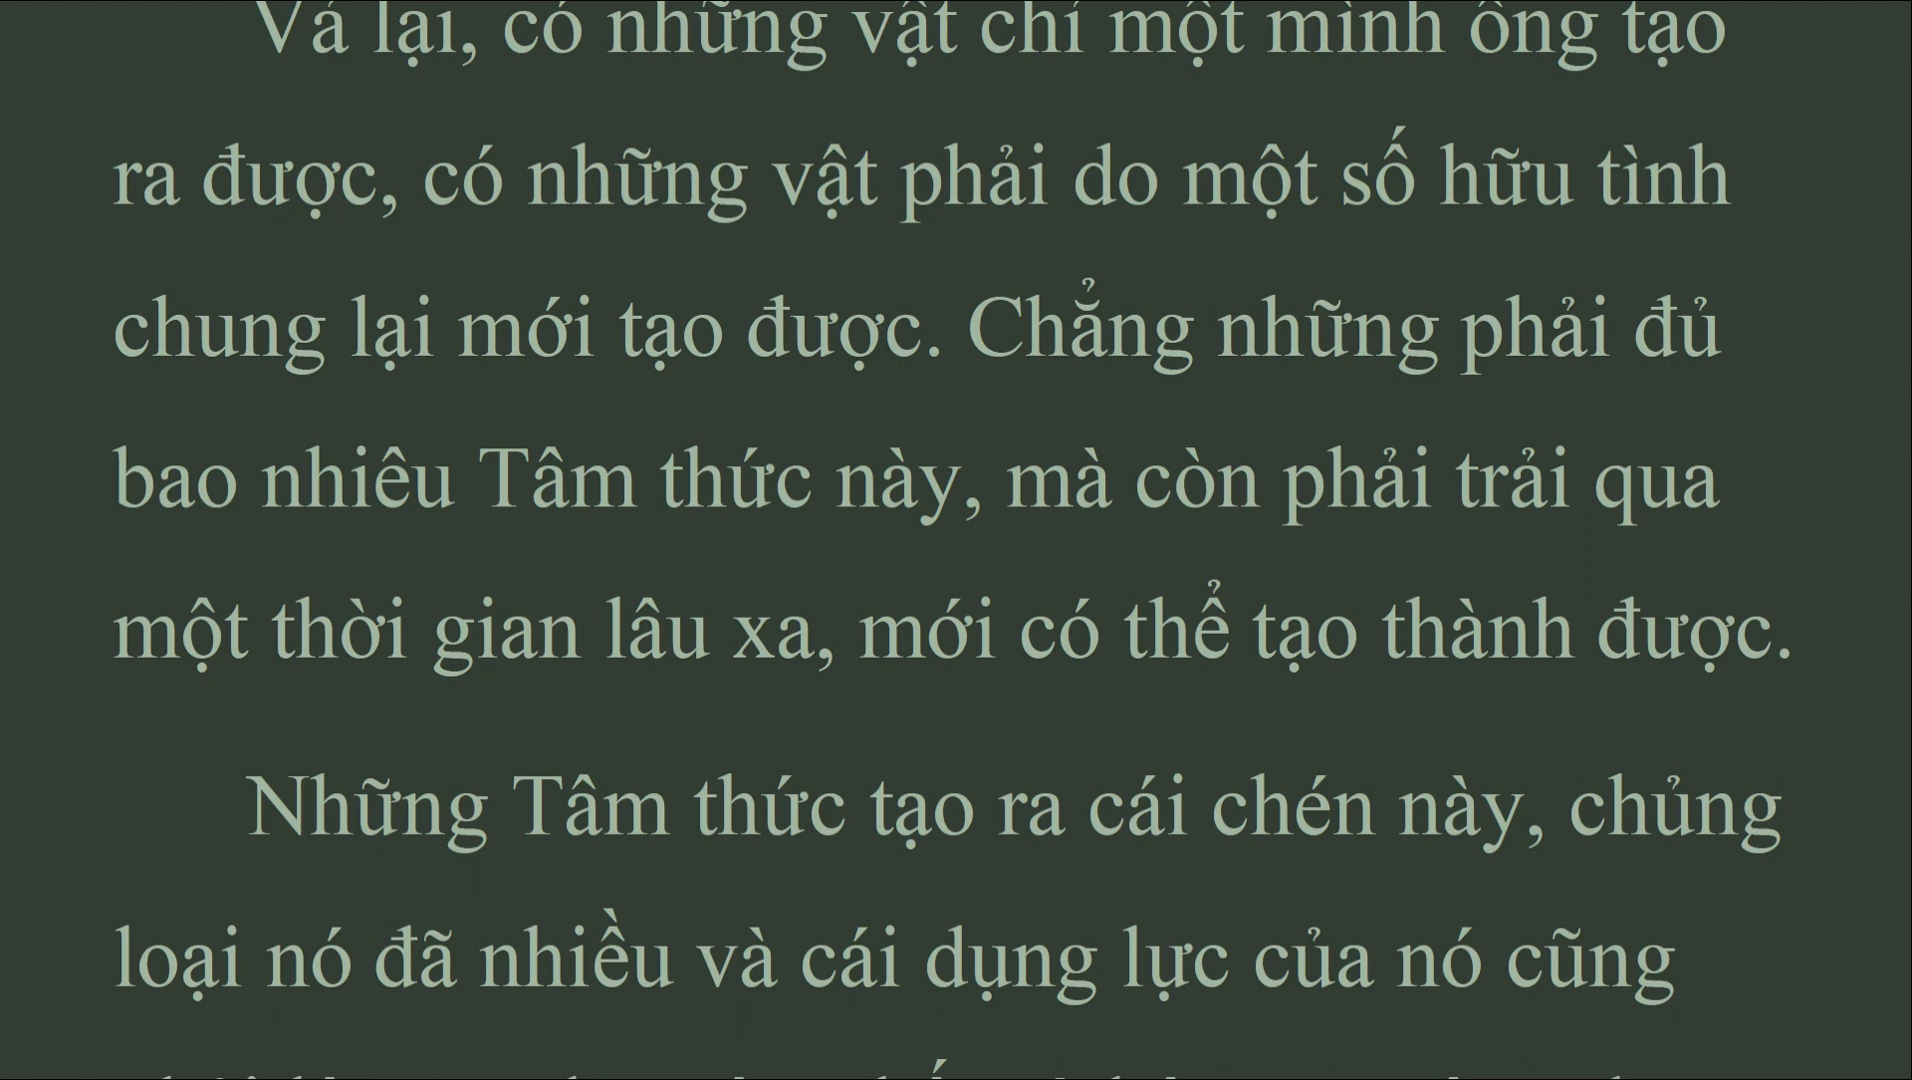 Vả lại, có những vật chỉ một mình ông tạo
ra được, có những vật phải do một số hữu tình
chung lại mới tạo được. Chẳng những phải đủ
bao nhiêu Tâm thức này, mà còn phải trải qua
một thời gian lâu xa, mới có thể tạo thành được.
Những Tâm thức tạo ra cái chén này, chủng
loại nó đã nhiều và cái dụng lực của nó cũng